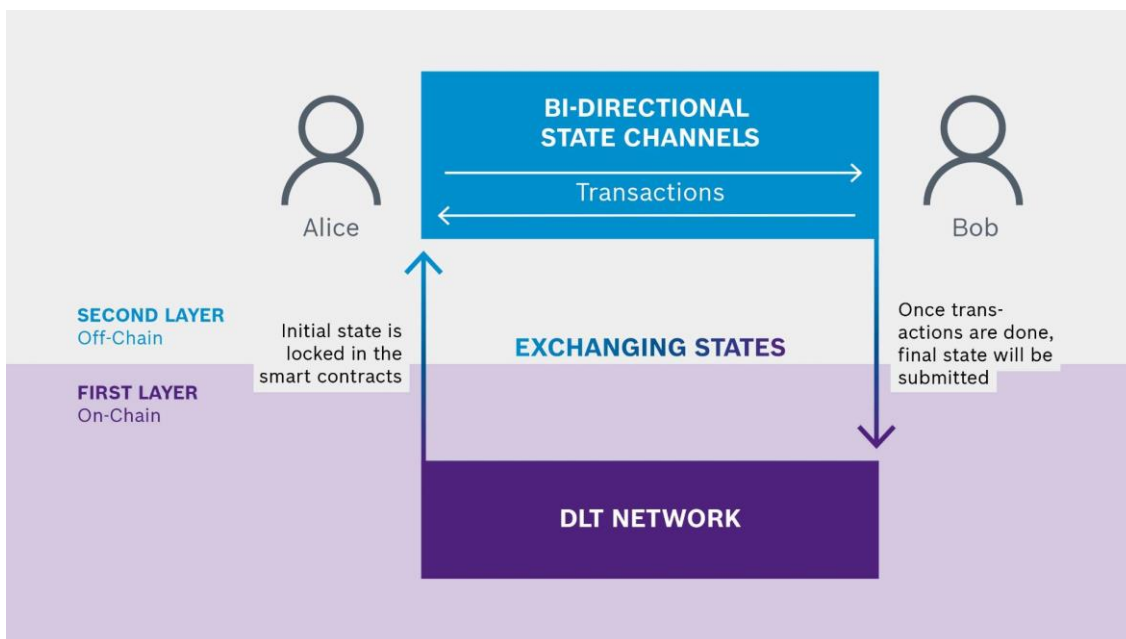 BI-DIRECTIONAL
STATE CHANNELS
Transactions
Alice
Bob
SECOND LAYER
Off-Chain
Initial state is
locked in the
smart contracts
EXCHANGING STATES
Once trans-
actions are done,
final state will be
submitted
FIRST LAYER
On-Chain
DLT NETWORK